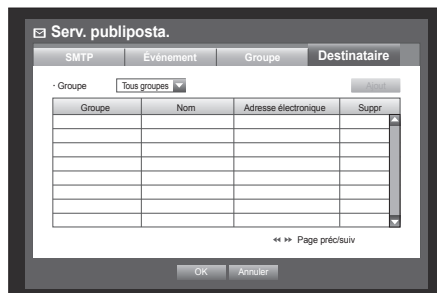 Serv. publiposta.
SMTP Événement Groupe Destinataire
· Groupe Tous groupes Ajout
Groupe Nom Adresse électronique Suppr
Page préc/suiv
OK Annuler